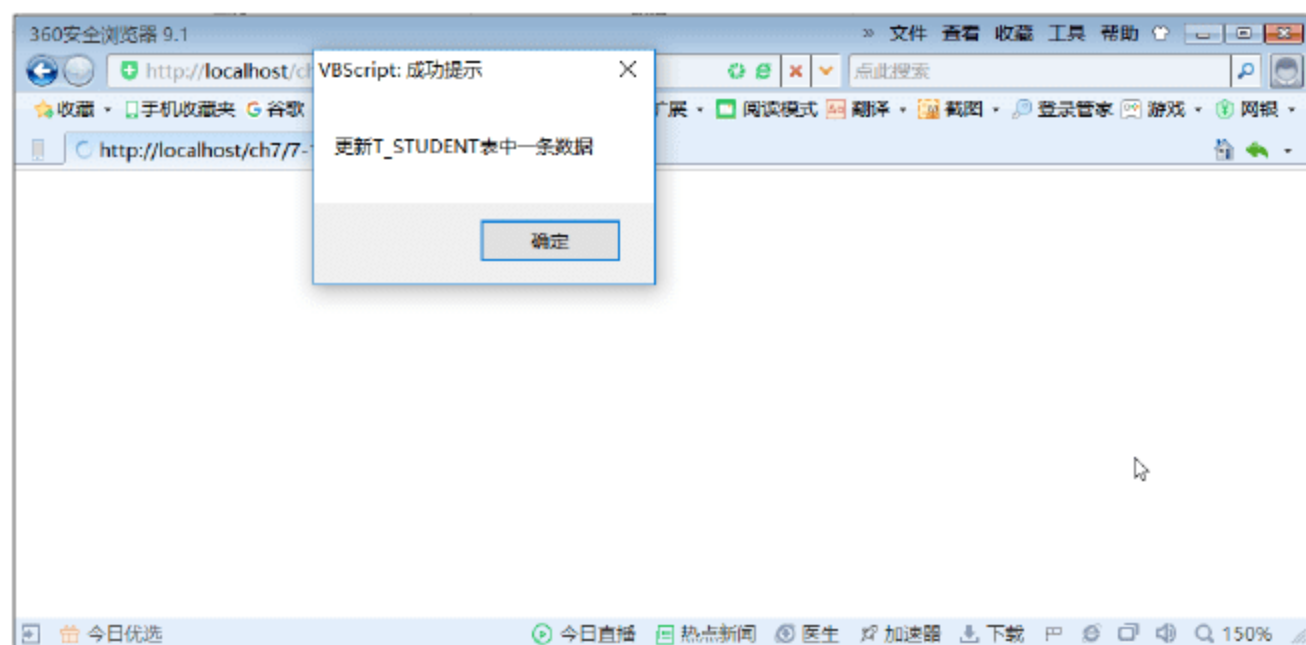 360安全浏览器 9.1
» 文件 查看 收藏 工具 帮助
http://localhost/cl
点此搜索
收藏 手机收藏夹 G 谷歌
扩展 阅读模式 翻译 截图 登录管家 游戏 网银
http://localhost/ch7/7-
VBScript: 成功提示
更新T_STUDENT表中一条数据
确定
今日优选 今日直播 热点新闻 医生 加速器 下载 150%